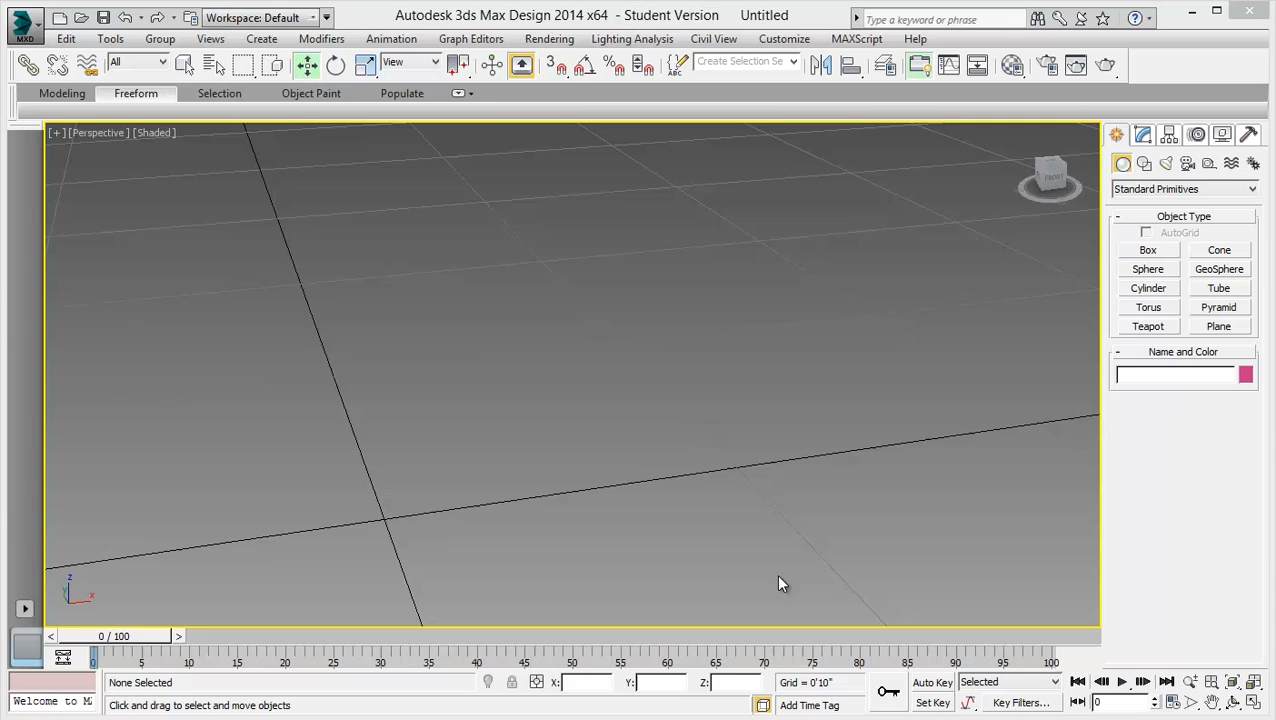 Workspace: Default
Autodesk 3ds Max Design 2014 x64 - Student Version Untitled
Type a keyword or phrase
MXD
Edit Tools Group Views Create Modifiers Animation Graph Editors Rendering Lighting Analysis Civil View Customize MAXScript Help
All View 3 % Create Selection Se
Modeling Freeform Selection Object Paint Populate
[+] [Perspective] [Shaded]
FRONT
Standard Primitives
- Object Type
AutoGrid
Box Cone
Sphere GeoSphere
Cylinder Tube
Torus Pyramid
Teapot Plane
- Name and Color
z
y x
< 0 / 100 >
0 5 10 15 20 25 30 35 40 45 50 55 60 65 70 75 80 85 90 95 100
None Selected X: Y: Z: Grid = 0'10" Auto Key Selected
Welcome to MA Click and drag to select and move objects Add Time Tag Set Key Key Filters... 0